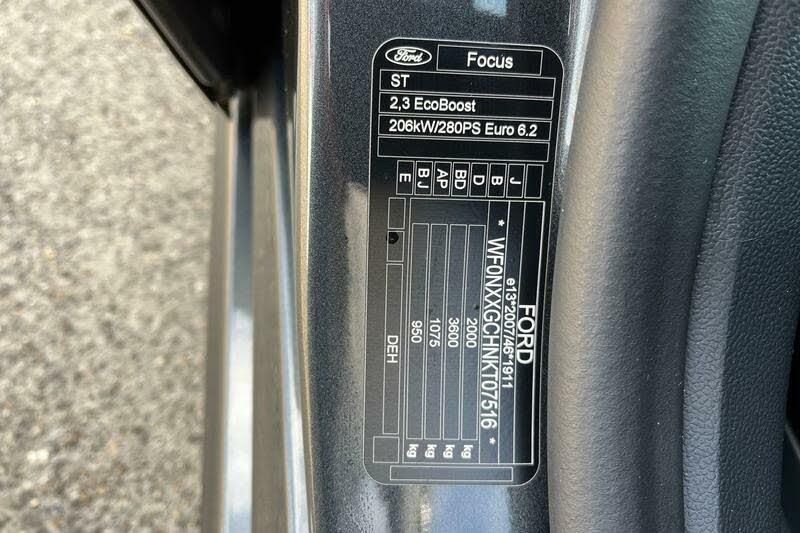 Ford
Focus
ST
2,3 EcoBoost
206kW/280PS Euro 6.2
J
B
D
BD
AP
BJ
E
FORD
e13*2007/46*1911
* WF0NXXGCHNKT07516 *
2000 kg
3600 kg
1075 kg
950 kg
DEH